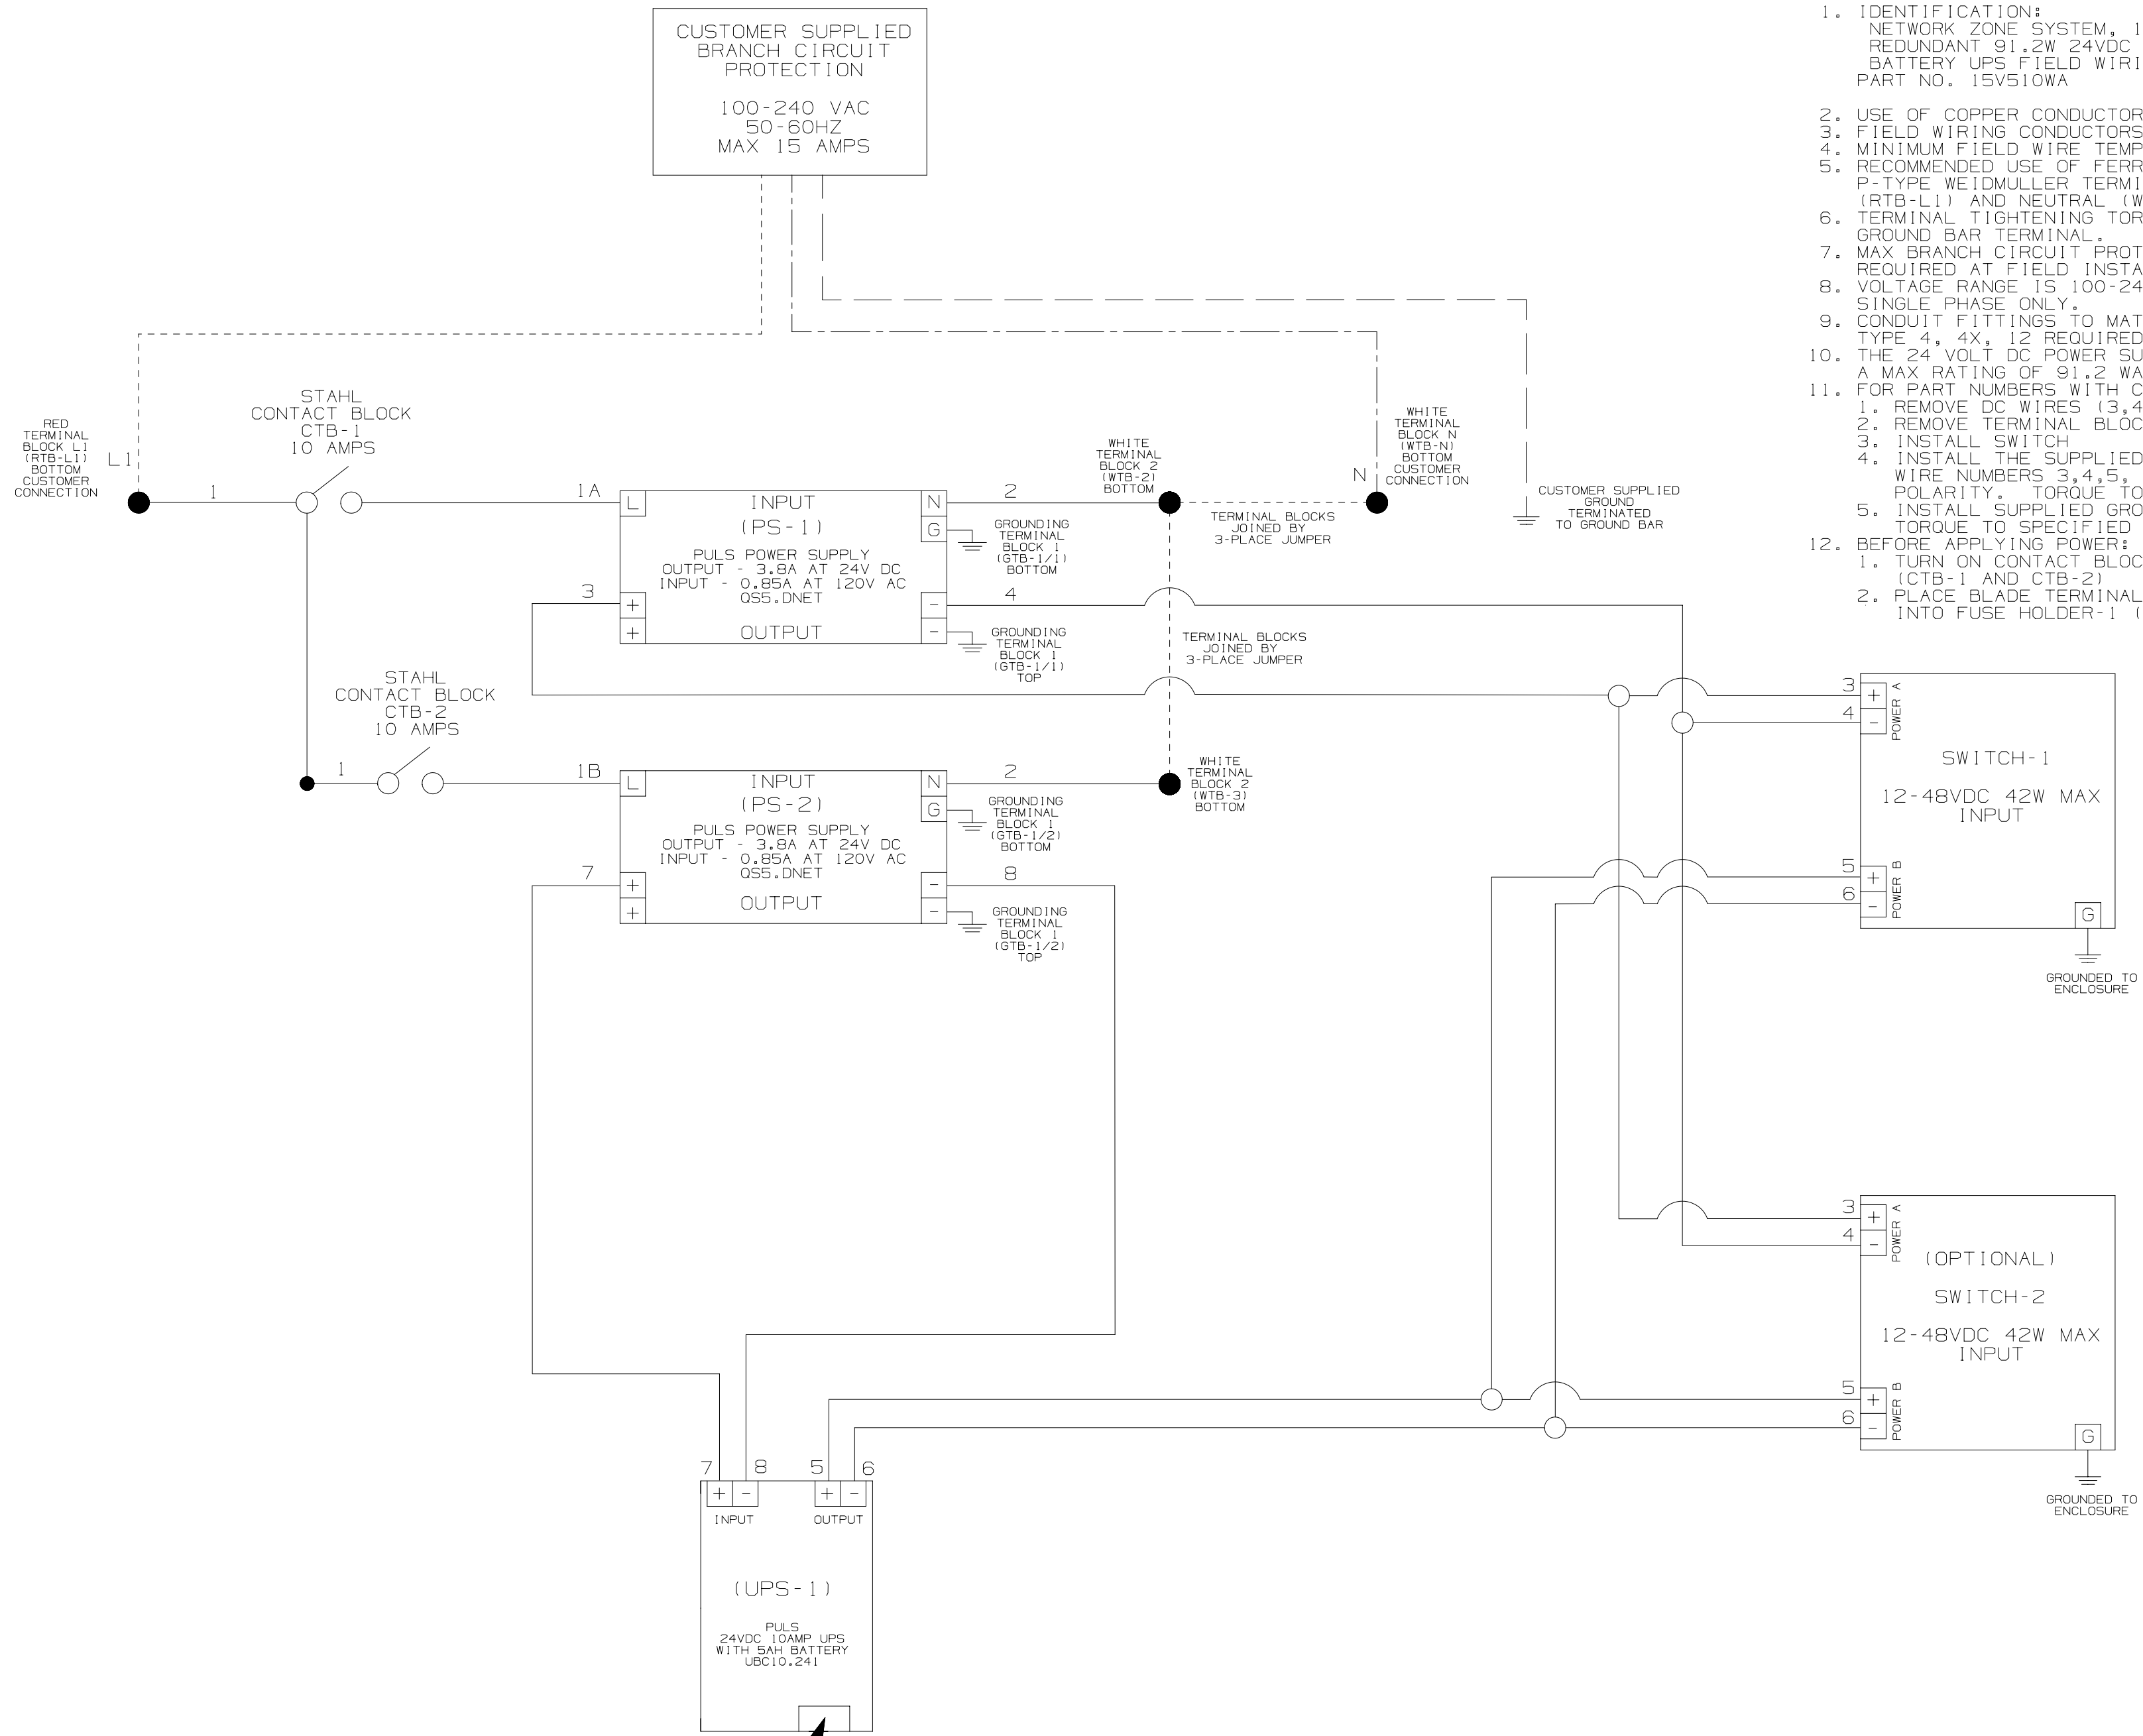 CUSTOMER SUPPLIED
BRANCH CIRCUIT
PROTECTION
100-240 VAC
50-60HZ
MAX 15 AMPS
1. IDENTIFICATION:
NETWORK ZONE SYSTEM, 1
REDUNDANT 91.2W 24VDC
BATTERY UPS FIELD WIRI
PART NO. 15V510WA
2. USE OF COPPER CONDUCTOR
3. FIELD WIRING CONDUCTORS
4. MINIMUM FIELD WIRE TEMP
5. RECOMMENDED USE OF FERR
P-TYPE WEIDMULLER TERMI
(RTB-L1) AND NEUTRAL (W
6. TERMINAL TIGHTENING TOR
GROUND BAR TERMINAL.
7. MAX BRANCH CIRCUIT PROT
REQUIRED AT FIELD INSTA
8. VOLTAGE RANGE IS 100-24
SINGLE PHASE ONLY.
9. CONDUIT FITTINGS TO MAT
TYPE 4, 4X, 12 REQUIRED
10. THE 24 VOLT DC POWER SU
A MAX RATING OF 91.2 WA
11. FOR PART NUMBERS WITH C
1. REMOVE DC WIRES (3,4
2. REMOVE TERMINAL BLOC
3. INSTALL SWITCH
4. INSTALL THE SUPPLIED
WIRE NUMBERS 3,4,5,
POLARITY. TORQUE TO
5. INSTALL SUPPLIED GRO
TORQUE TO SPECIFIED
12. BEFORE APPLYING POWER:
1. TURN ON CONTACT BLOC
(CTB-1 AND CTB-2)
2. PLACE BLADE TERMINAL
INTO FUSE HOLDER-1 (
RED
TERMINAL
BLOCK L1
(RTB-L1)
BOTTOM
CUSTOMER
CONNECTION
L1
STAHL
CONTACT BLOCK
CTB-1
10 AMPS
1
1A
L
INPUT
(PS-1)
PULS POWER SUPPLY
OUTPUT - 3.8A AT 24V DC
INPUT - 0.85A AT 120V AC
QS5.DNET
OUTPUT
N
G
3
+
+
-
-
2
4
GROUNDING
TERMINAL
BLOCK 1
(GTB-1/1)
BOTTOM
GROUNDING
TERMINAL
BLOCK 1
(GTB-1/1)
TOP
WHITE
TERMINAL
BLOCK 2
(WTB-2)
BOTTOM
TERMINAL BLOCKS
JOINED BY
3-PLACE JUMPER
N
WHITE
TERMINAL
BLOCK N
(WTB-N)
BOTTOM
CUSTOMER
CONNECTION
CUSTOMER SUPPLIED
GROUND
TERMINATED
TO GROUND BAR
TERMINAL BLOCKS
JOINED BY
3-PLACE JUMPER
STAHL
CONTACT BLOCK
CTB-2
10 AMPS
1
1B
L
INPUT
(PS-2)
PULS POWER SUPPLY
OUTPUT - 3.8A AT 24V DC
INPUT - 0.85A AT 120V AC
QS5.DNET
OUTPUT
N
G
7
+
+
-
-
2
8
GROUNDING
TERMINAL
BLOCK 1
(GTB-1/2)
BOTTOM
GROUNDING
TERMINAL
BLOCK 1
(GTB-1/2)
TOP
WHITE
TERMINAL
BLOCK 2
(WTB-3)
BOTTOM
3
4
+
-
POWER A
SWITCH-1
12-48VDC 42W MAX
INPUT
5
6
+
-
POWER B
G
GROUNDED TO
ENCLOSURE
3
4
+
-
POWER A
(OPTIONAL)
SWITCH-2
12-48VDC 42W MAX
INPUT
5
6
+
-
POWER B
G
GROUNDED TO
ENCLOSURE
7 8 5 6
+ - + -
INPUT OUTPUT
(UPS-1)
PULS
24VDC 10AMP UPS
WITH 5AH BATTERY
UBC10.241